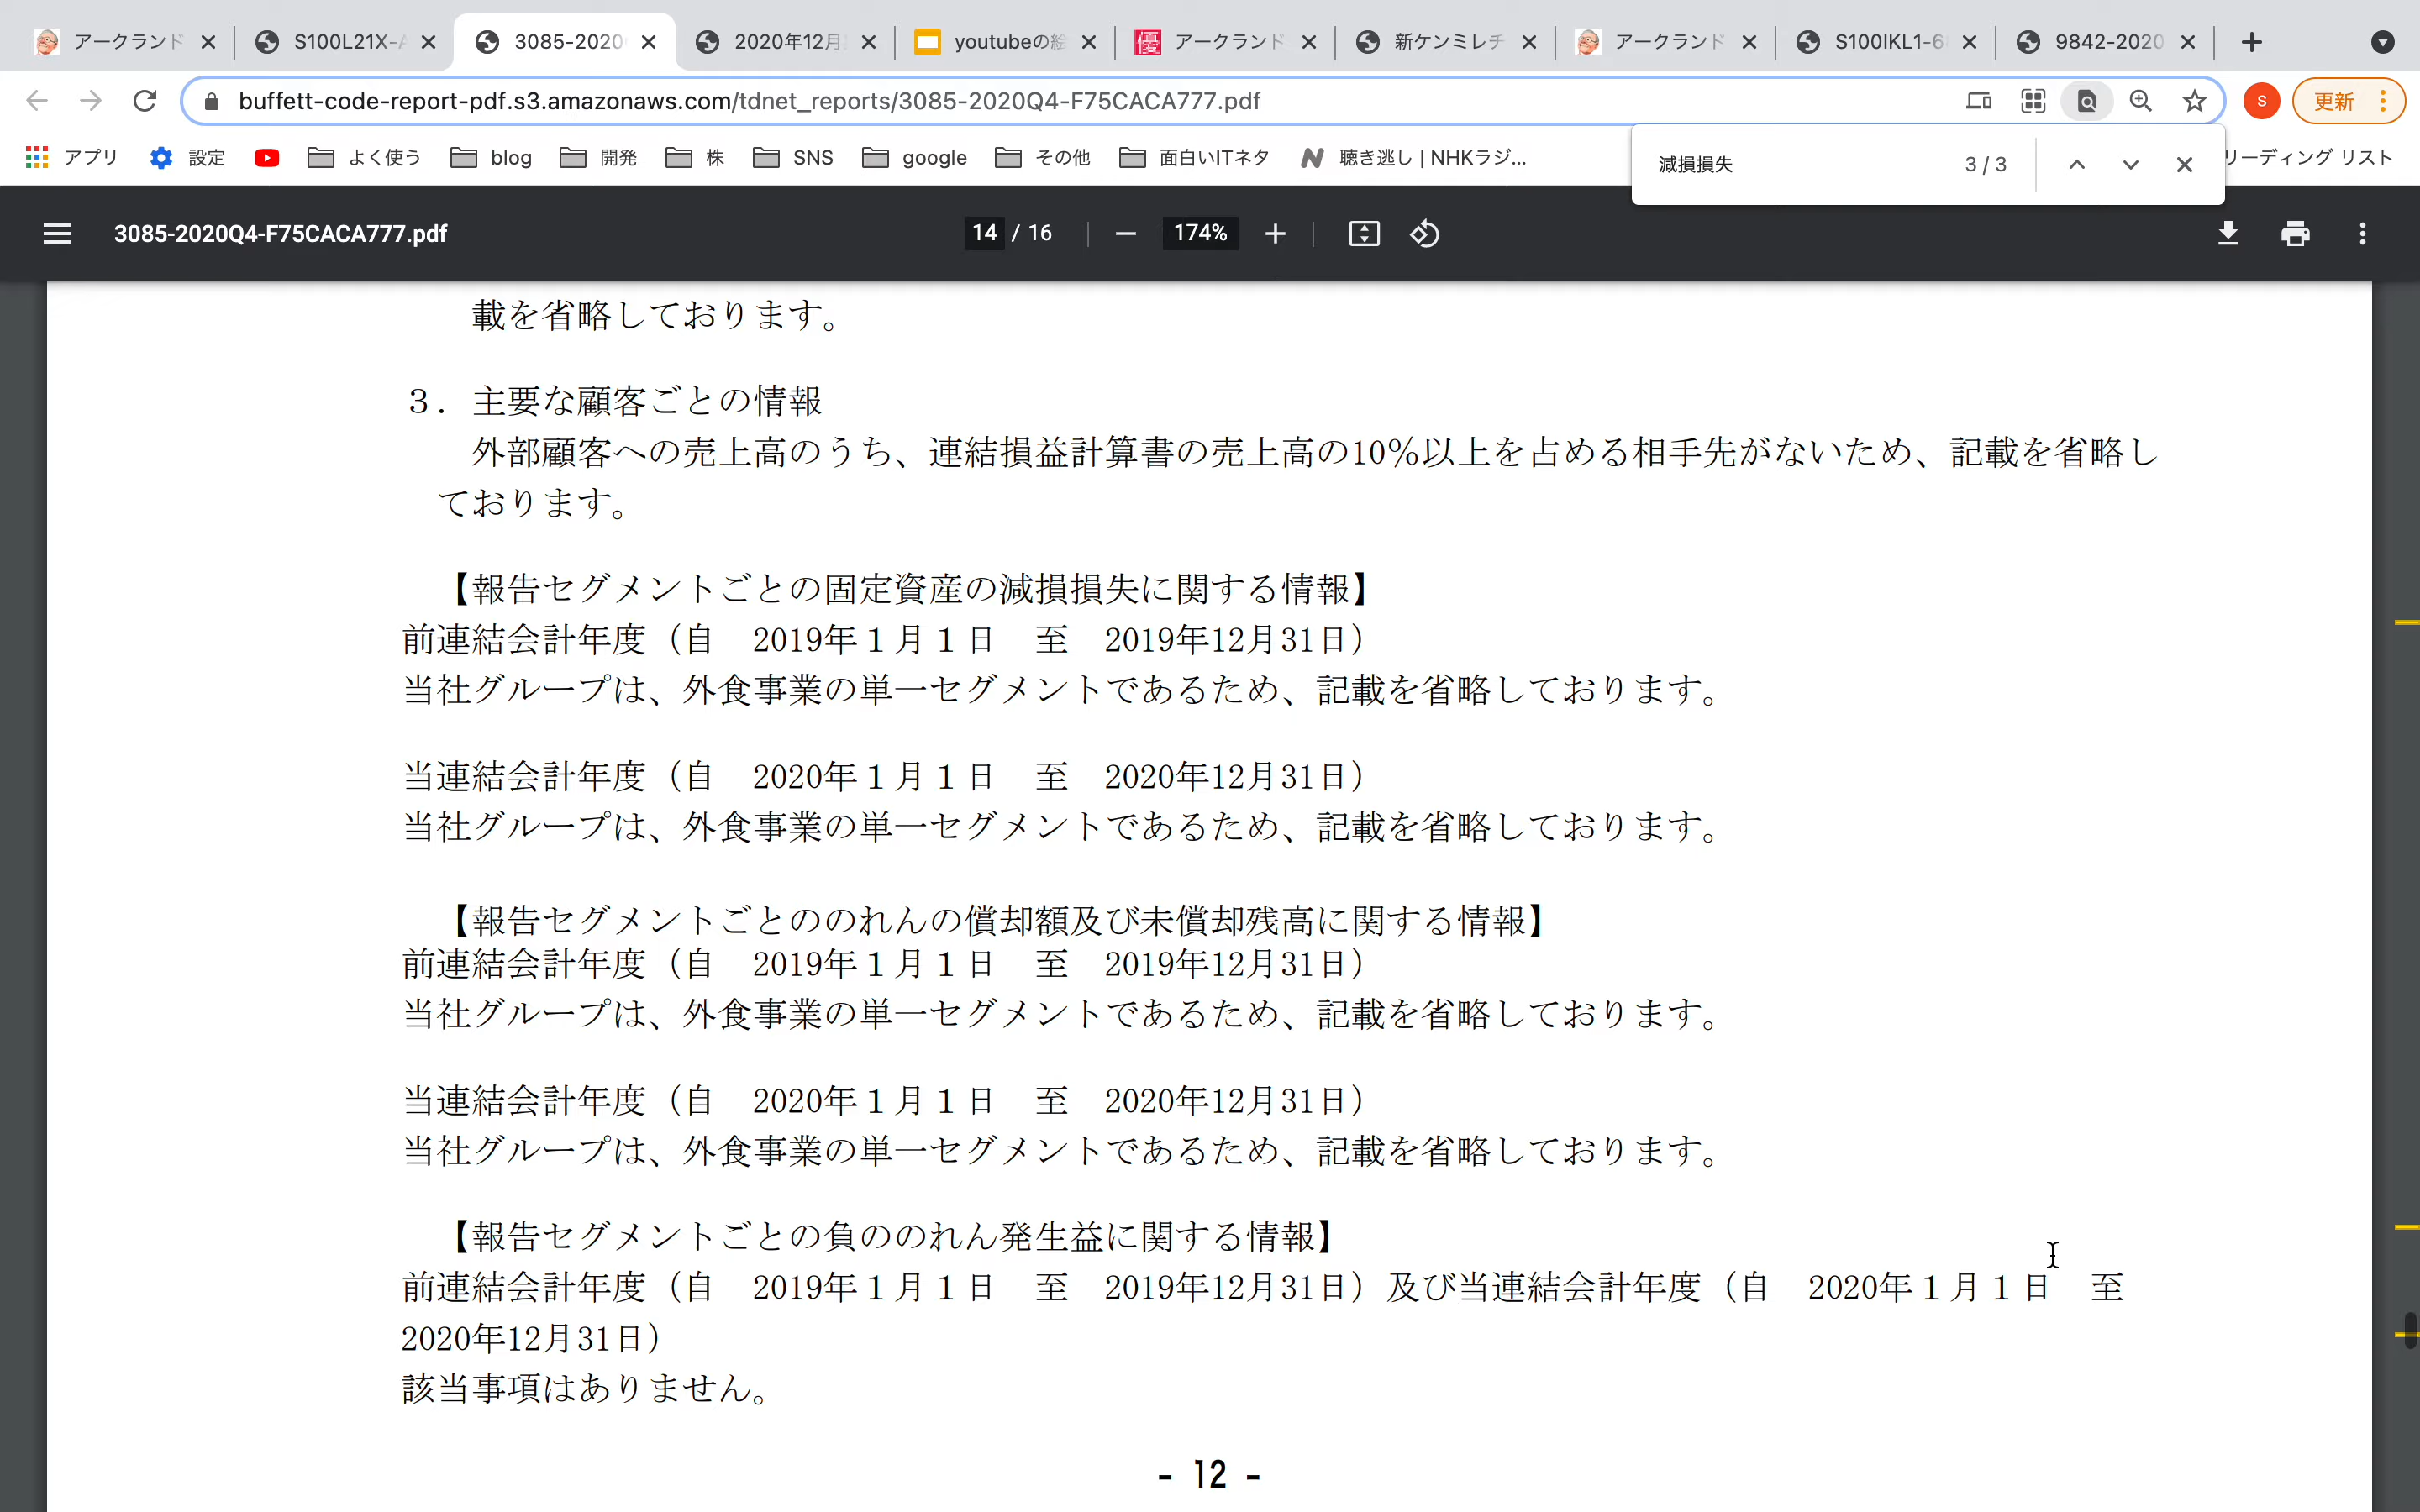 アークランド
S100L21X-A
3085-2020
2020年12月
youtubeの絵
アークランド
新ケンミレチ
アークランド
S100IKL1-6
9842-2020
buffett-code-report-pdf.s3.amazonaws.com/tdnet_reports/3085-2020Q4-F75CACA777.pdf
S
更新
アプリ
設定
よく使う
blog
開発
株
SNS
google
その他
面白いITネタ
聴き逃し | NHKラジ...
リーディング リスト
減損損失
3 / 3
3085-2020Q4-F75CACA777.pdf
14 / 16
174%
載を省略しております。
３．主要な顧客ごとの情報
外部顧客への売上高のうち、連結損益計算書の売上高の10％以上を占める相手先がないため、記載を省略し
ております。
【報告セグメントごとの固定資産の減損損失に関する情報】
前連結会計年度（自　2019年１月１日　至　2019年12月31日）
当社グループは、外食事業の単一セグメントであるため、記載を省略しております。
当連結会計年度（自　2020年１月１日　至　2020年12月31日）
当社グループは、外食事業の単一セグメントであるため、記載を省略しております。
【報告セグメントごとののれんの償却額及び未償却残高に関する情報】
前連結会計年度（自　2019年１月１日　至　2019年12月31日）
当社グループは、外食事業の単一セグメントであるため、記載を省略しております。
当連結会計年度（自　2020年１月１日　至　2020年12月31日）
当社グループは、外食事業の単一セグメントであるため、記載を省略しております。
【報告セグメントごとの負ののれん発生益に関する情報】
前連結会計年度（自　2019年１月１日　至　2019年12月31日）及び当連結会計年度（自　2020年１月１日　至
2020年12月31日）
該当事項はありません。
- 12 -